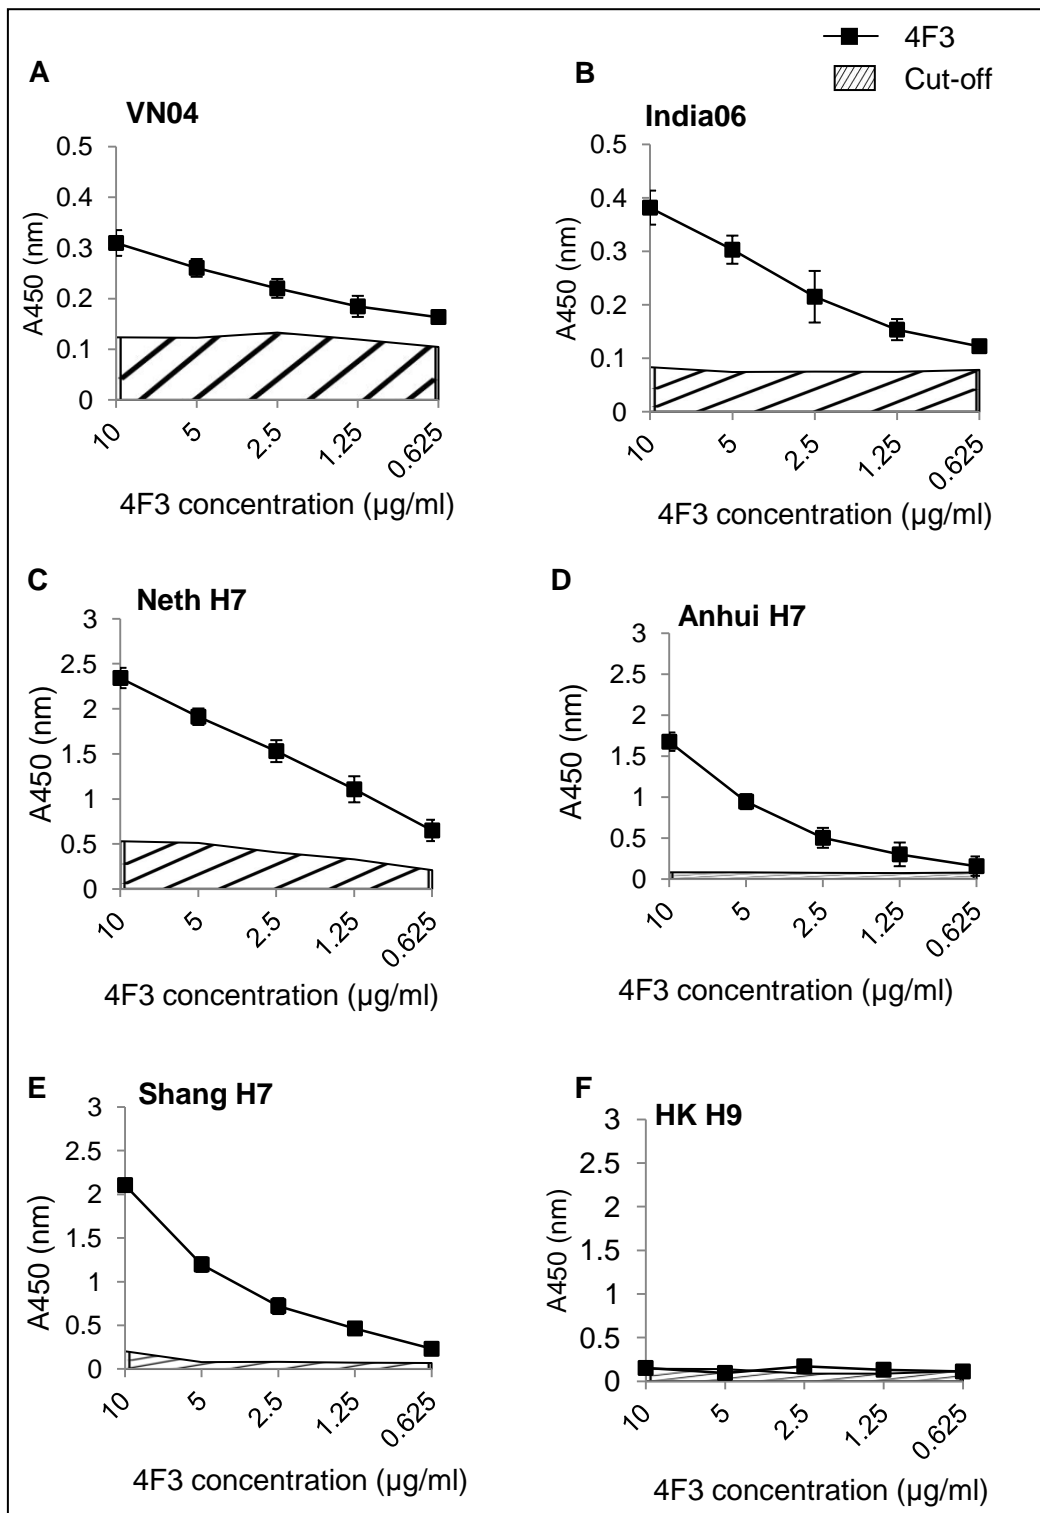 4F3
Cut-off
A
VN04
0.5
0.4
0.3
0.2
0.1
0
A450 (nm)
10
5
2.5
1.25
0.625
4F3 concentration (µg/ml)
B
India06
0.5
0.4
0.3
0.2
0.1
0
A450 (nm)
10
5
2.5
1.25
0.625
4F3 concentration (µg/ml)
C
Neth H7
3
2.5
2
1.5
1
0.5
0
A450 (nm)
10
5
2.5
1.25
0.625
4F3 concentration (µg/ml)
D
Anhui H7
3
2.5
2
1.5
1
0.5
0
A450 (nm)
10
5
2.5
1.25
0.625
4F3 concentration (µg/ml)
E
Shang H7
3
2.5
2
1.5
1
0.5
0
A450 (nm)
10
5
2.5
1.25
0.625
4F3 concentration (µg/ml)
F
HK H9
3
2.5
2
1.5
1
0.5
0
A450 (nm)
10
5
2.5
1.25
0.625
4F3 concentration (µg/ml)